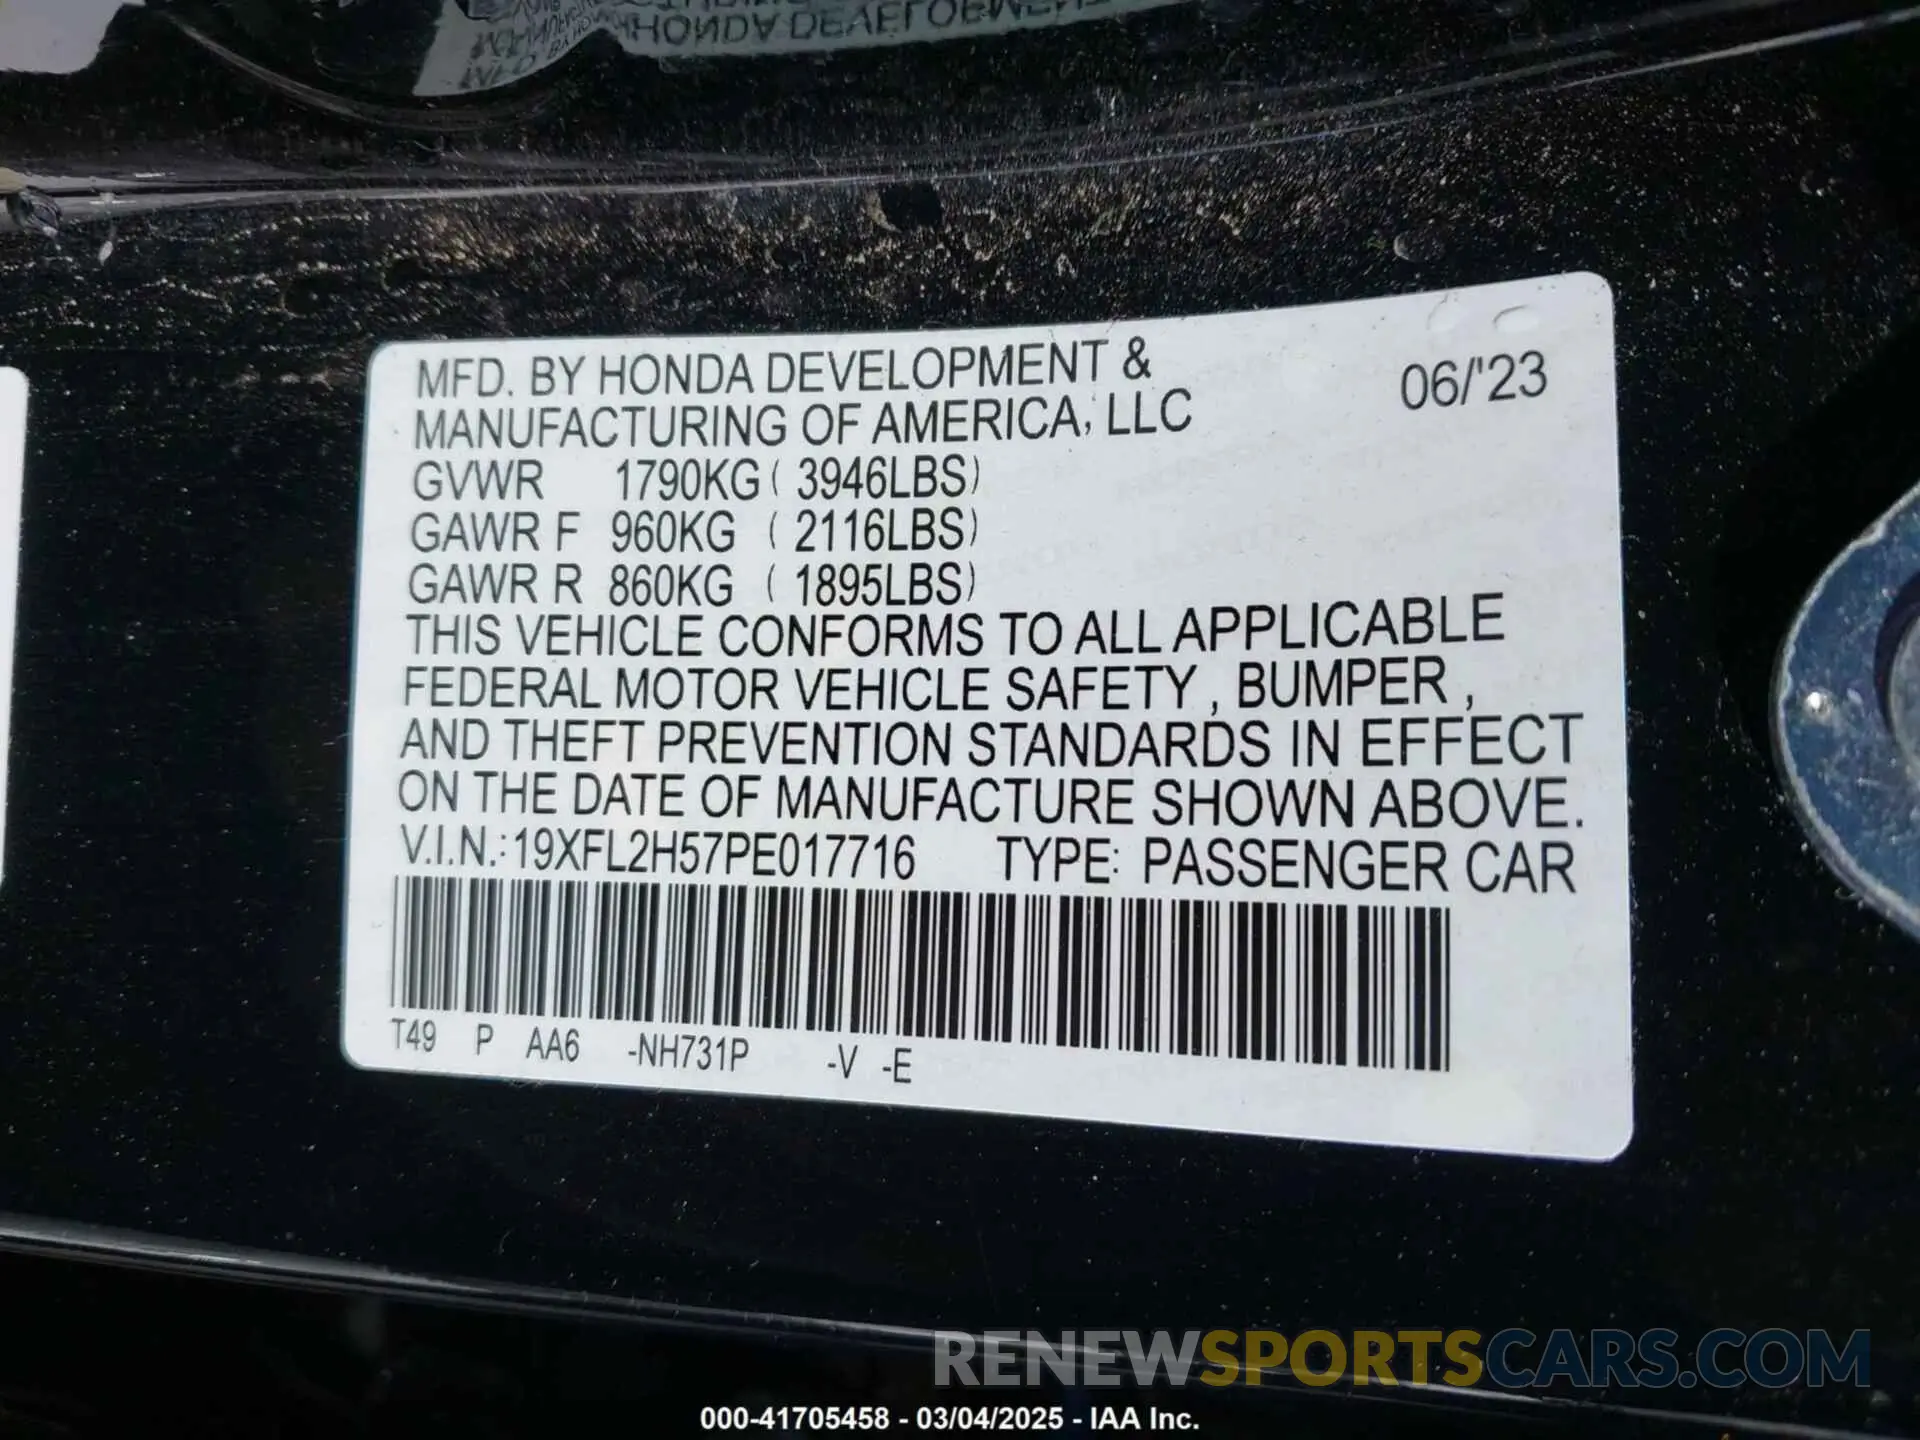 HONDA DEVELOPMENT
MFD. BY HONDA DEVELOPMENT &
MANUFACTURING OF AMERICA, LLC
06/'23
GVWR 1790KG ( 3946LBS)
GAWR F 960KG ( 2116LBS)
GAWR R 860KG ( 1895LBS)
THIS VEHICLE CONFORMS TO ALL APPLICABLE
FEDERAL MOTOR VEHICLE SAFETY , BUMPER ,
AND THEFT PREVENTION STANDARDS IN EFFECT
ON THE DATE OF MANUFACTURE SHOWN ABOVE.
V.I.N.: 19XFL2H57PE017716 TYPE: PASSENGER CAR
T49 P AA6 -NH731P -V -E
RENEWSPORTSCARS.COM
000-41705458 - 03/04/2025 - IAA Inc.